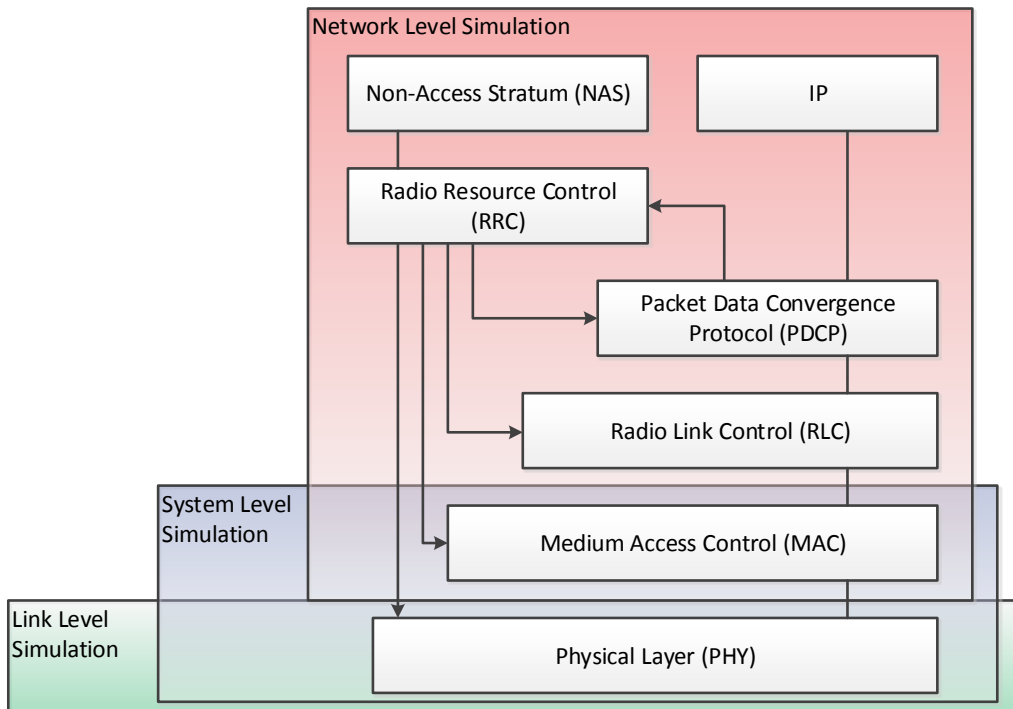 Network Level Simulation
Non-Access Stratum (NAS)
IP
Radio Resource Control
(RRC)
Packet Data Convergence
Protocol (PDCP)
Radio Link Control (RLC)
System Level
Simulation
Medium Access Control (MAC)
Link Level
Simulation
Physical Layer (PHY)